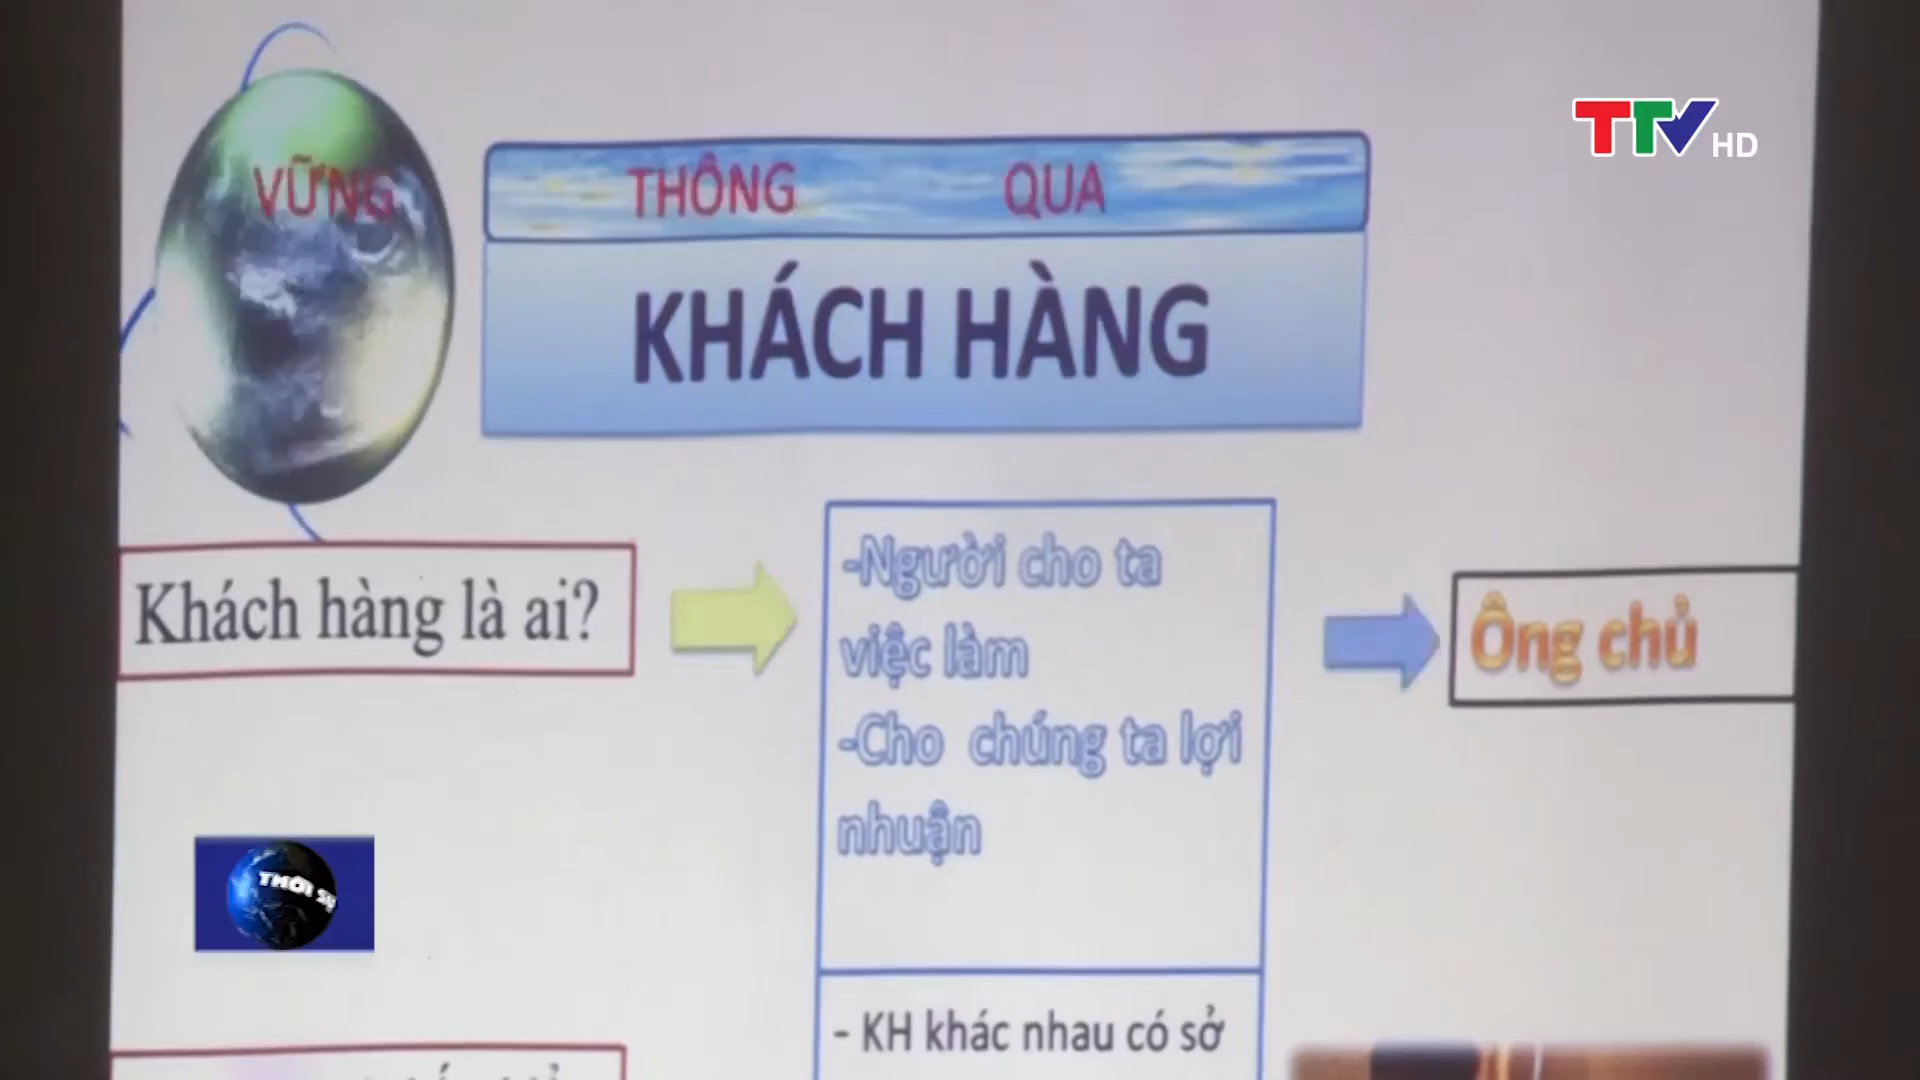 TTV HD
VỮNG THÔNG QUA
KHÁCH HÀNG
Khách hàng là ai?
-Người cho ta
việc làm
-Cho chúng ta lợi
nhuận
Ông chủ
THỜI SỰ
- KH khác nhau có sở